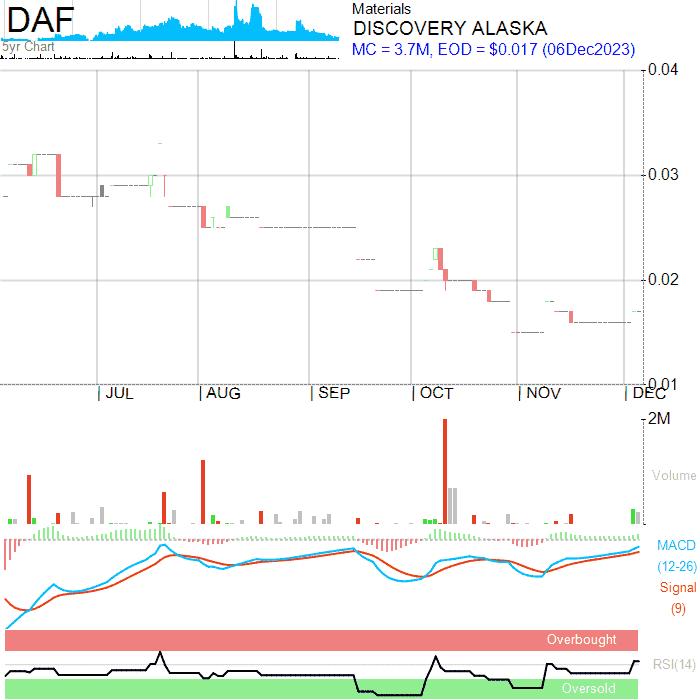 DAF
5yr Chart
Materials
DISCOVERY ALASKA
MC = 3.7M, EOD = $0.017 (06Dec2023)
0.04
0.03
0.02
0.01
JUL
AUG
SEP
OCT
NOV
DEC
2M
Volume
MACD
(12-26)
Signal
(9)
Overbought
RSI(14)
Oversold